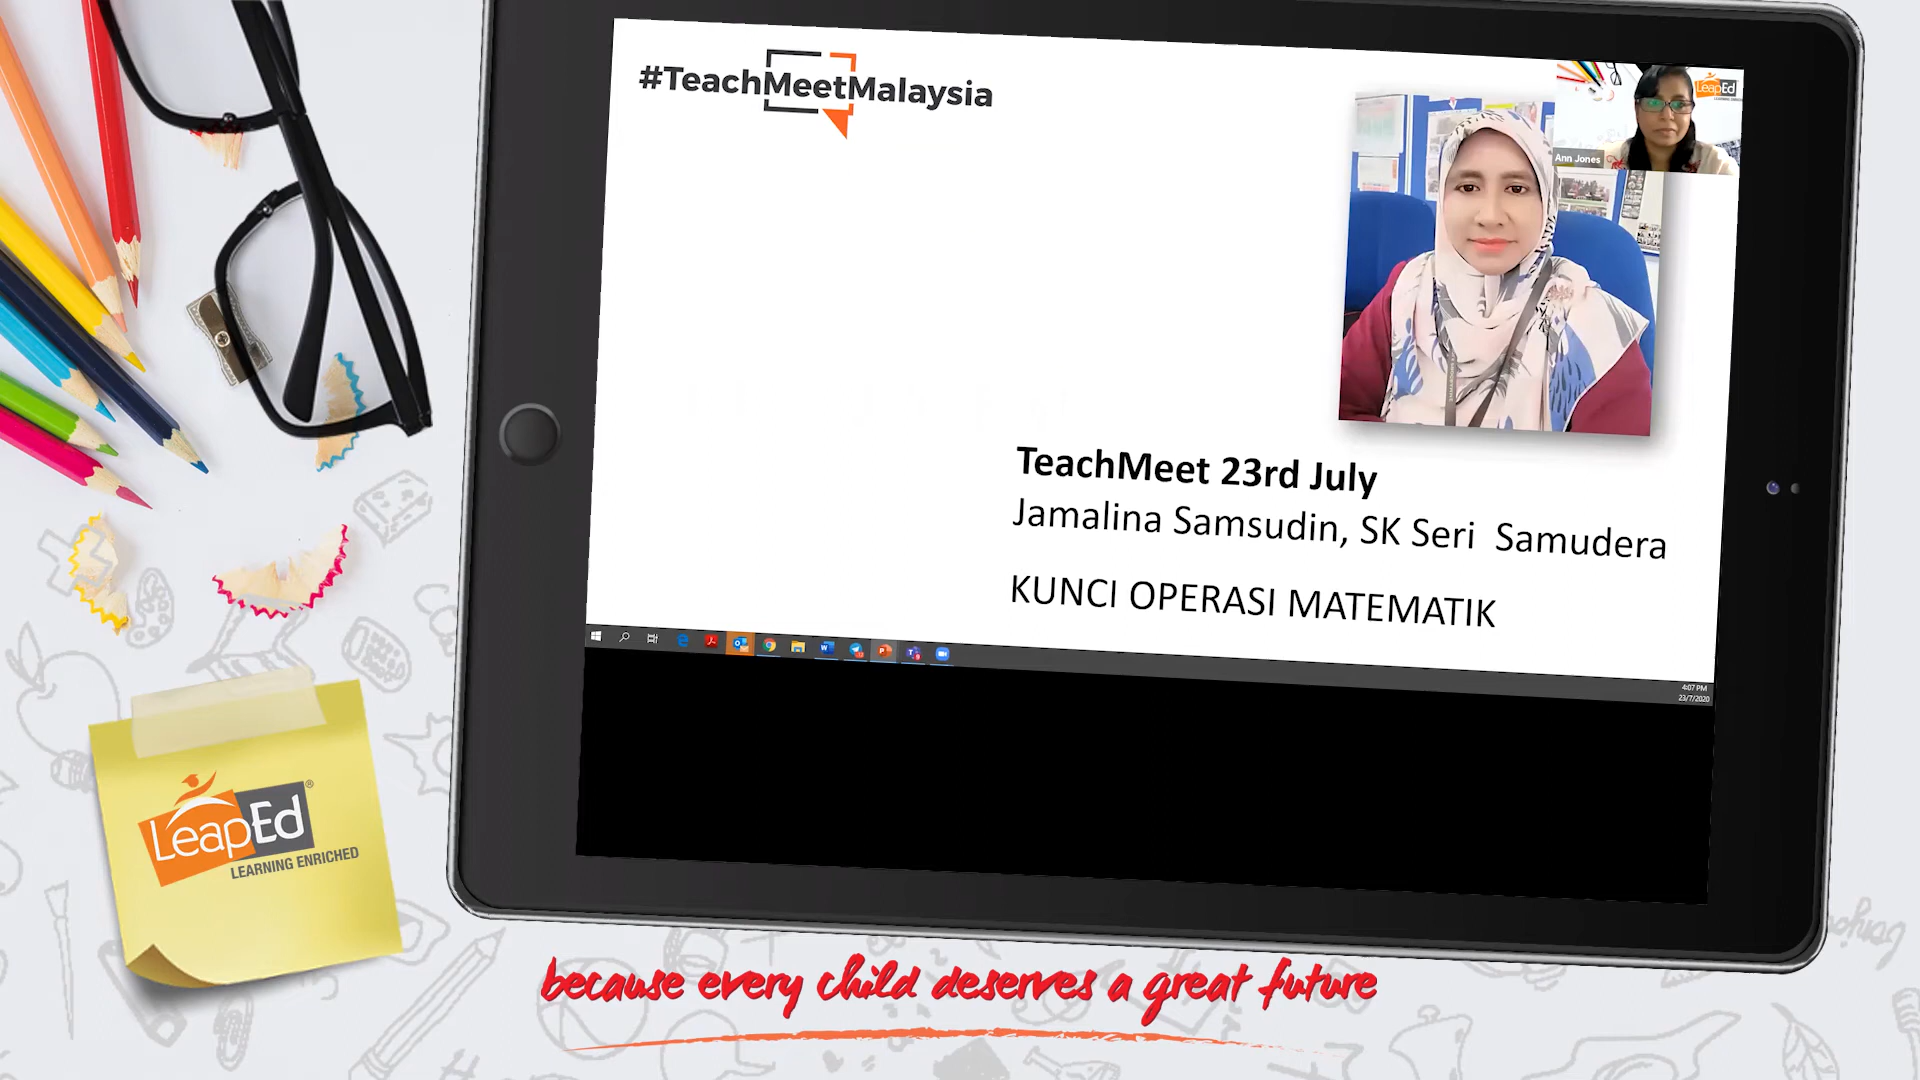 #TeachMeetMalaysia
LeapEd
Ann Jones
TeachMeet 23rd July
Jamalina Samsudin, SK Seri Samudera
KUNCI OPERASI MATEMATIK
4:07 PM
23/7/2020
LeapEd®
LEARNING ENRICHED
because every child deserves a great future